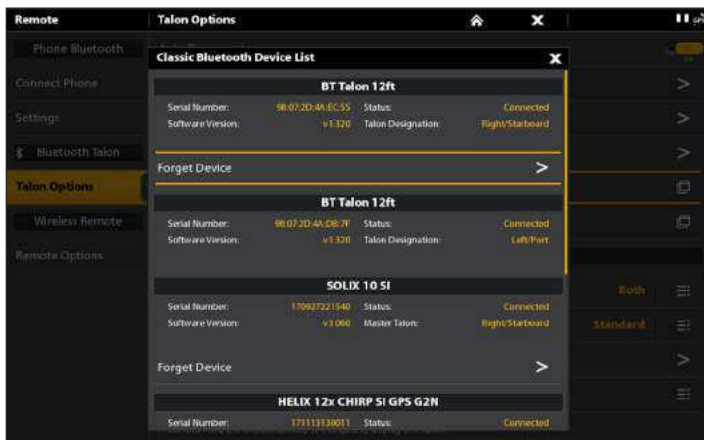 Remote
Talon Options
Phone Bluetooth
Connect Phone
Settings
Bluetooth Talon
Talon Options
Wireless Remote
Remote Options
Classic Bluetooth Device List
BT Talon 12ft
Serial Number: 98:07:2D:4A:EC:55 Status: Connected
Software Version: v1.320 Talon Designation: Right/Starboard
Forget Device
BT Talon 12ft
Serial Number: 98:07:2D:4A:DB:7F Status: Connected
Software Version: v1.320 Talon Designation: Left/Port
SOLIX 10 SI
Serial Number: 170927221540 Status: Connected
Software Version: v3.060 Master Talon: Right/Starboard
Forget Device
HELIX 12x CHIRP SI GPS G2N
Serial Number: 171113130011 Status: Connected
Both
Standard